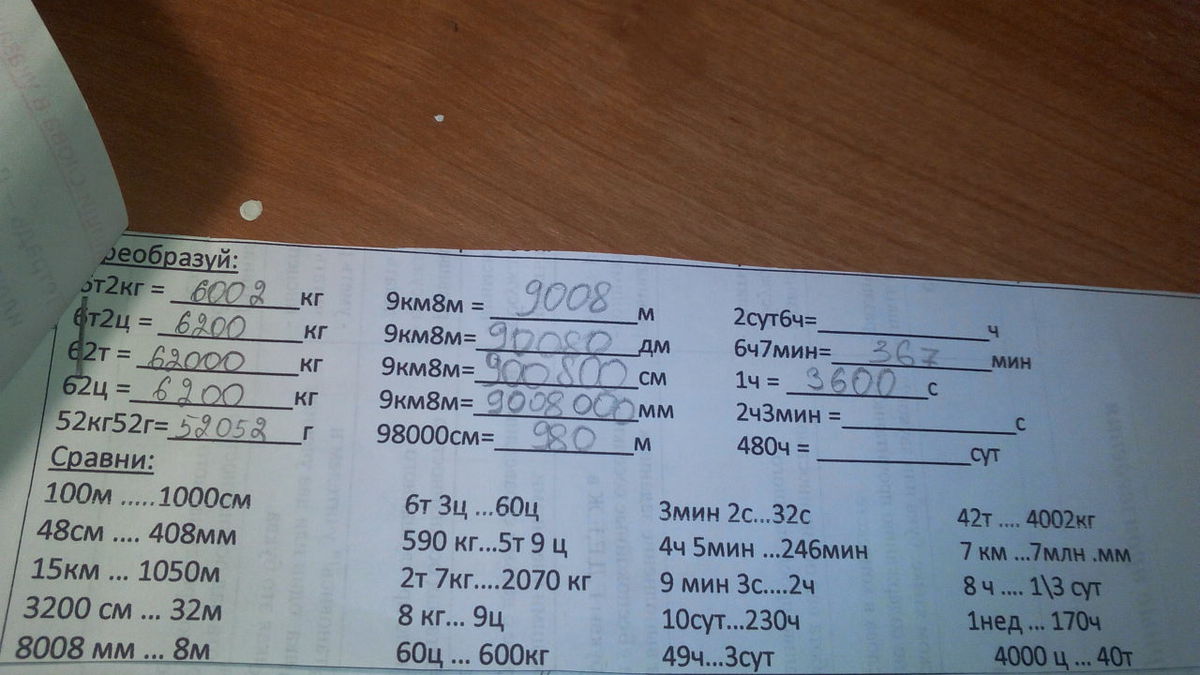 реобразуй:
6т2кг = 6002 кг
6т2ц = 6200 кг
62т = 62000 кг
62ц = 6200 кг
52кг52г= 52052 г
9км8м = 9008 м
9км8м= 90080 дм
9км8м= 900800 см
9км8м= 9008000 мм
98000см= 980 м
2сут6ч= ч
6ч7мин= 367 мин
1ч = 3600 с
2ч3мин = с
480ч = сут
Сравни:
100м .....1000см
48см .... 408мм
15км ... 1050м
3200 см ... 32м
8008 мм ... 8м
6т 3ц ...60ц
590 кг...5т 9 ц
2т 7кг....2070 кг
8 кг... 9ц
60ц ... 600кг
3мин 2с...32с
4ч 5мин ...246мин
9 мин 3с....2ч
10сут...230ч
49ч...3сут
42т .... 4002кг
7 км ...7млн .мм
8 ч .... 1\3 сут
1нед ... 170ч
4000 ц ... 40т